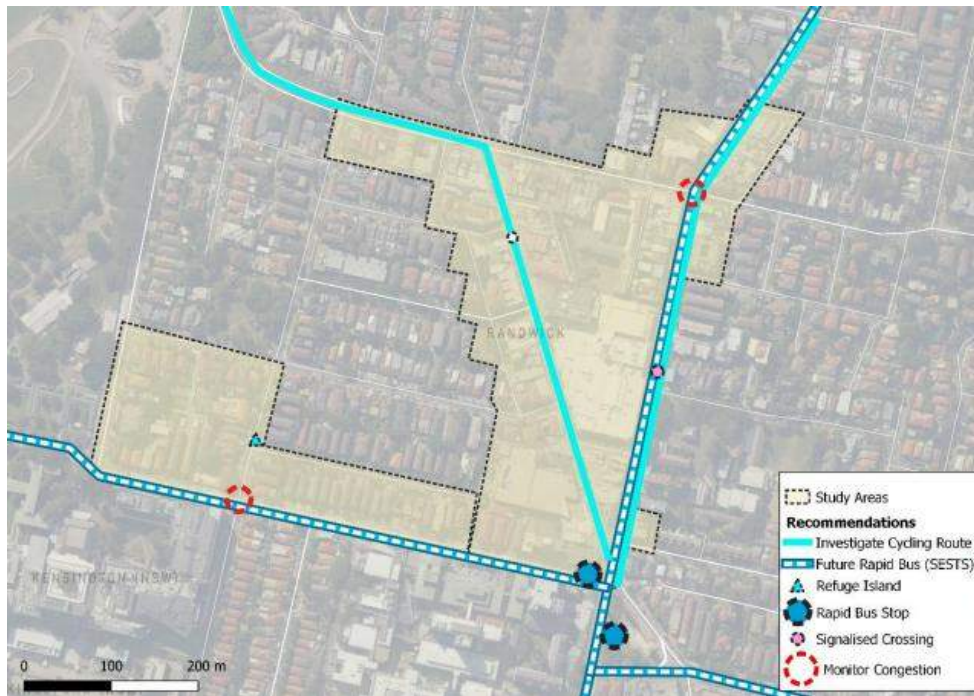 RANDWICK
KENSINGTON (NSW)
Study Areas
Recommendations
Investigate Cycling Route
Future Rapid Bus (SESTS)
Refuge Island
Rapid Bus Stop
Signalised Crossing
Monitor Congestion
0 100 200 m